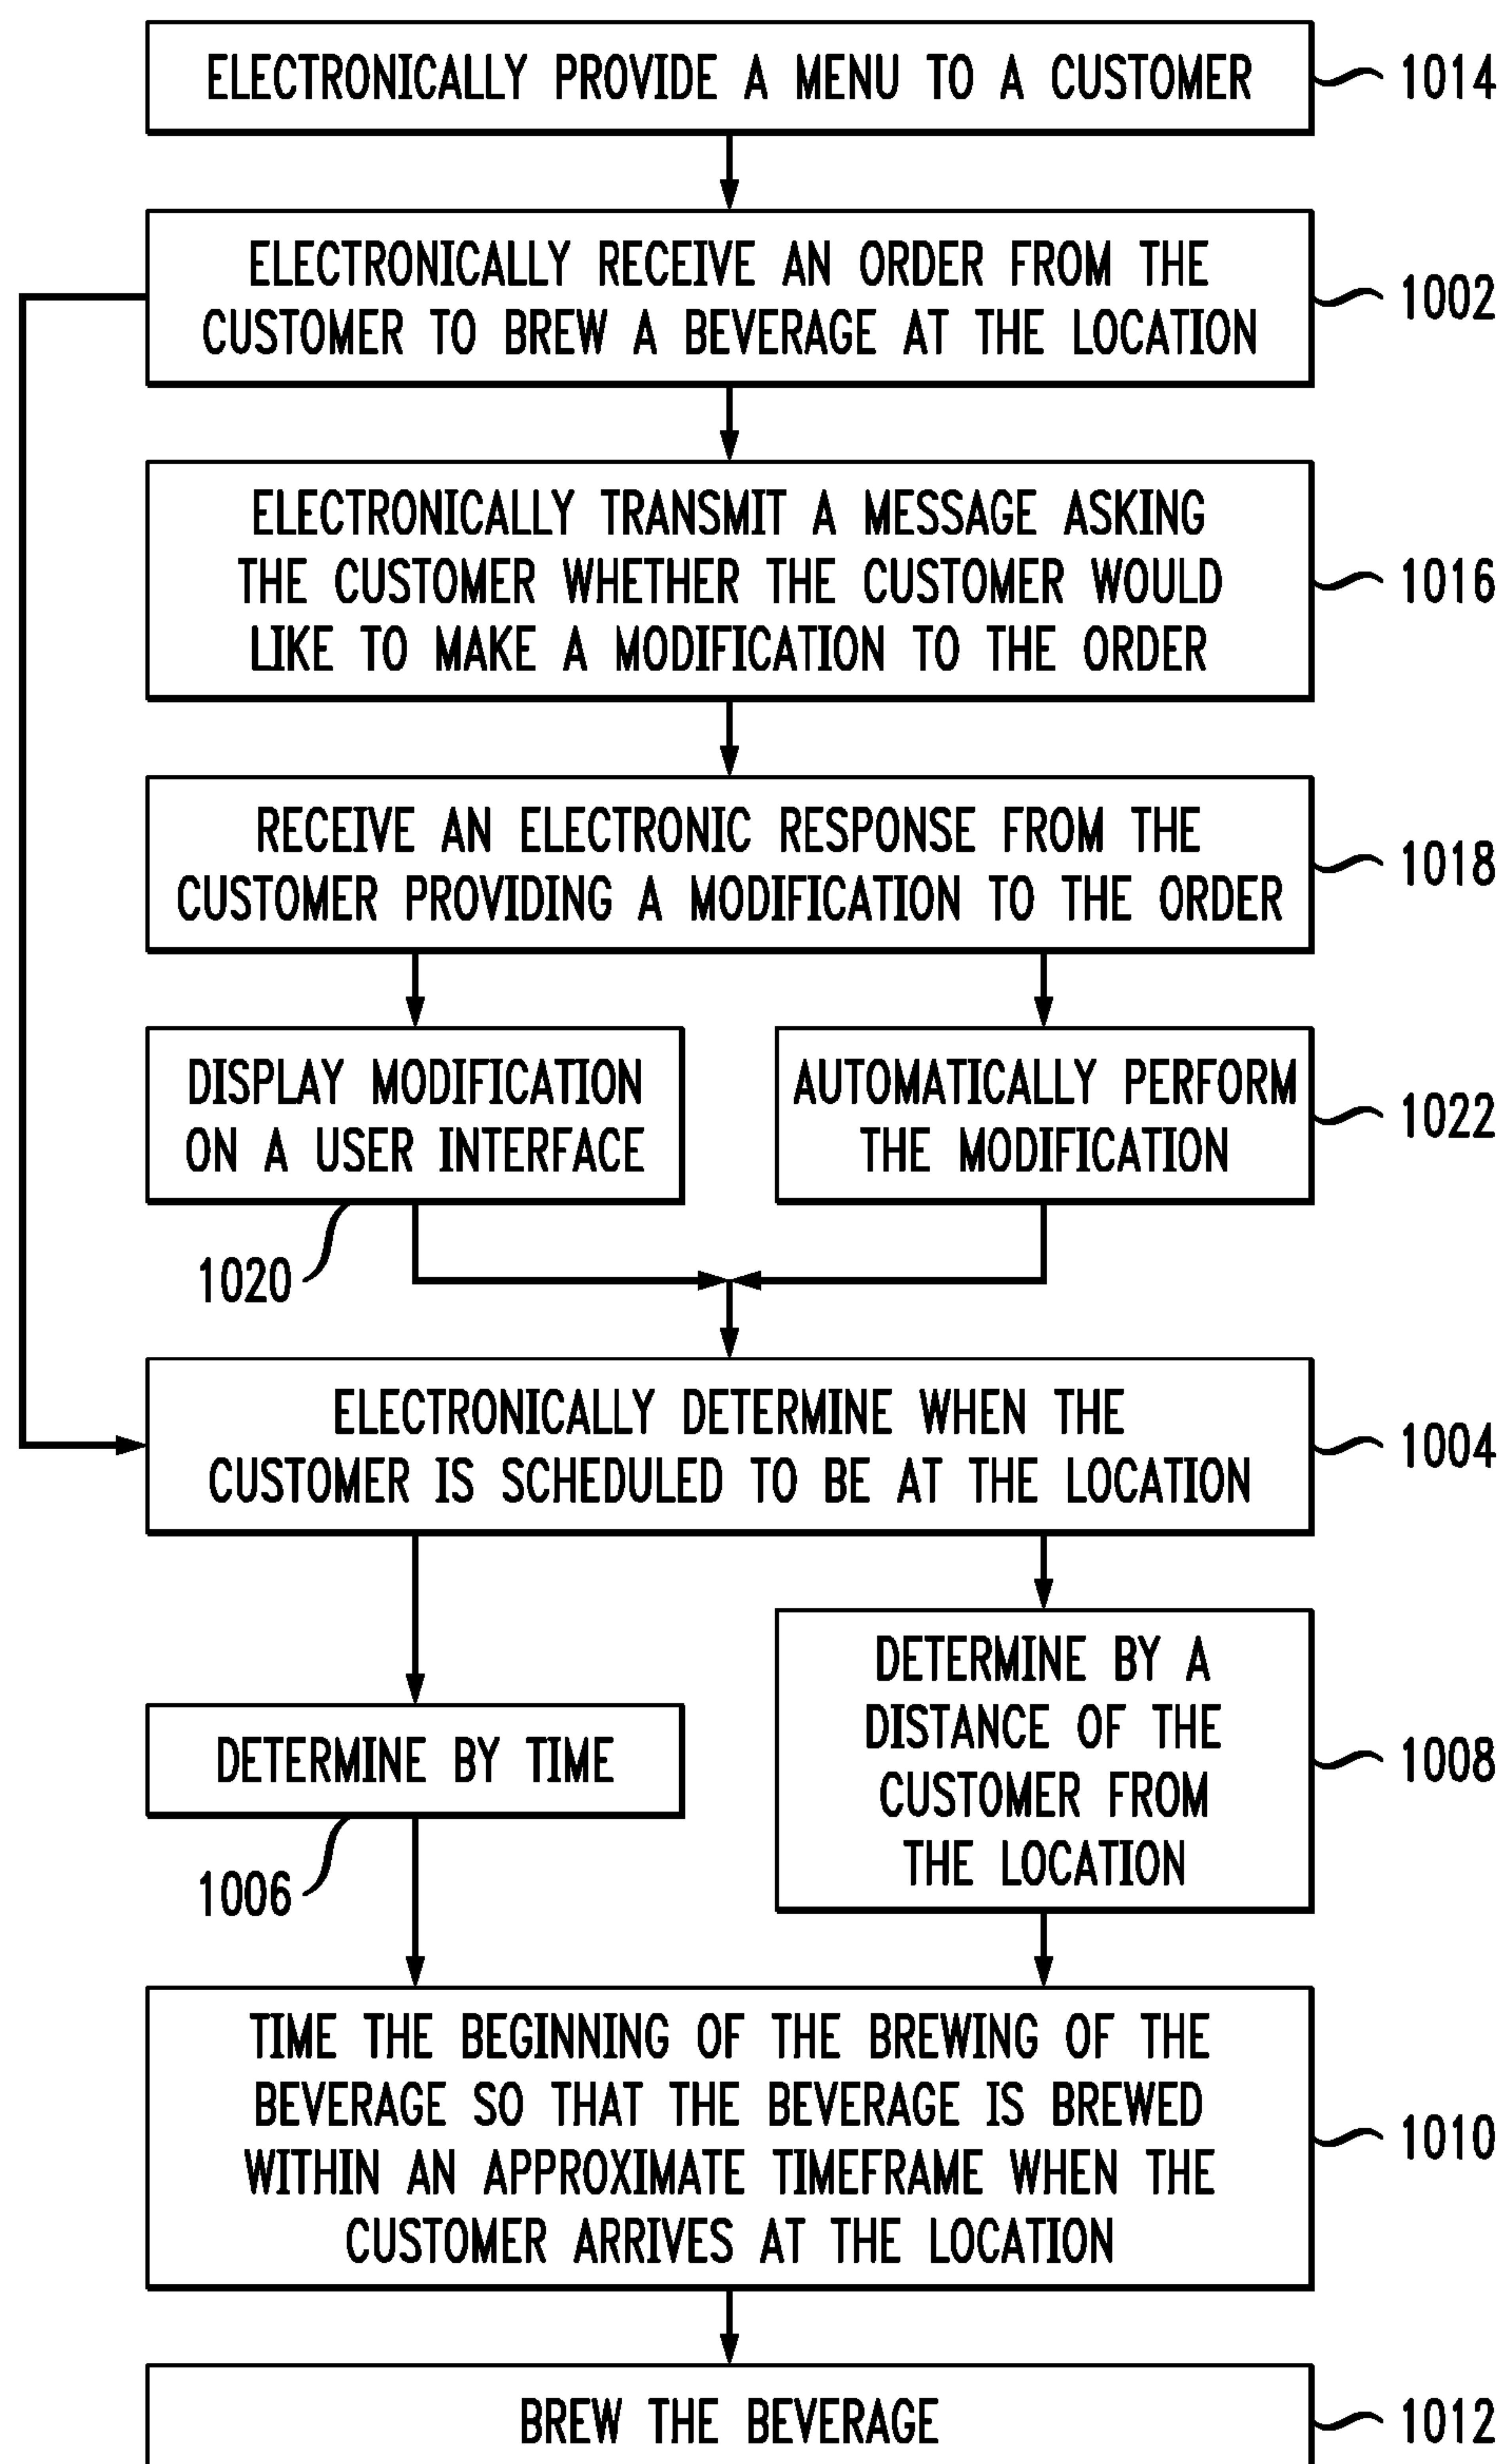 ELECTRONICALLY PROVIDE A MENU TO A CUSTOMER
1014
ELECTRONICALLY RECEIVE AN ORDER FROM THE
CUSTOMER TO BREW A BEVERAGE AT THE LOCATION
1002
ELECTRONICALLY TRANSMIT A MESSAGE ASKING
THE CUSTOMER WHETHER THE CUSTOMER WOULD
LIKE TO MAKE A MODIFICATION TO THE ORDER
1016
RECEIVE AN ELECTRONIC RESPONSE FROM THE
CUSTOMER PROVIDING A MODIFICATION TO THE ORDER
1018
DISPLAY MODIFICATION
ON A USER INTERFACE
1020
AUTOMATICALLY PERFORM
THE MODIFICATION
1022
ELECTRONICALLY DETERMINE WHEN THE
CUSTOMER IS SCHEDULED TO BE AT THE LOCATION
1004
DETERMINE BY TIME
1006
DETERMINE BY A
DISTANCE OF THE
CUSTOMER FROM
THE LOCATION
1008
TIME THE BEGINNING OF THE BREWING OF THE
BEVERAGE SO THAT THE BEVERAGE IS BREWED
WITHIN AN APPROXIMATE TIMEFRAME WHEN THE
CUSTOMER ARRIVES AT THE LOCATION
1010
BREW THE BEVERAGE
1012